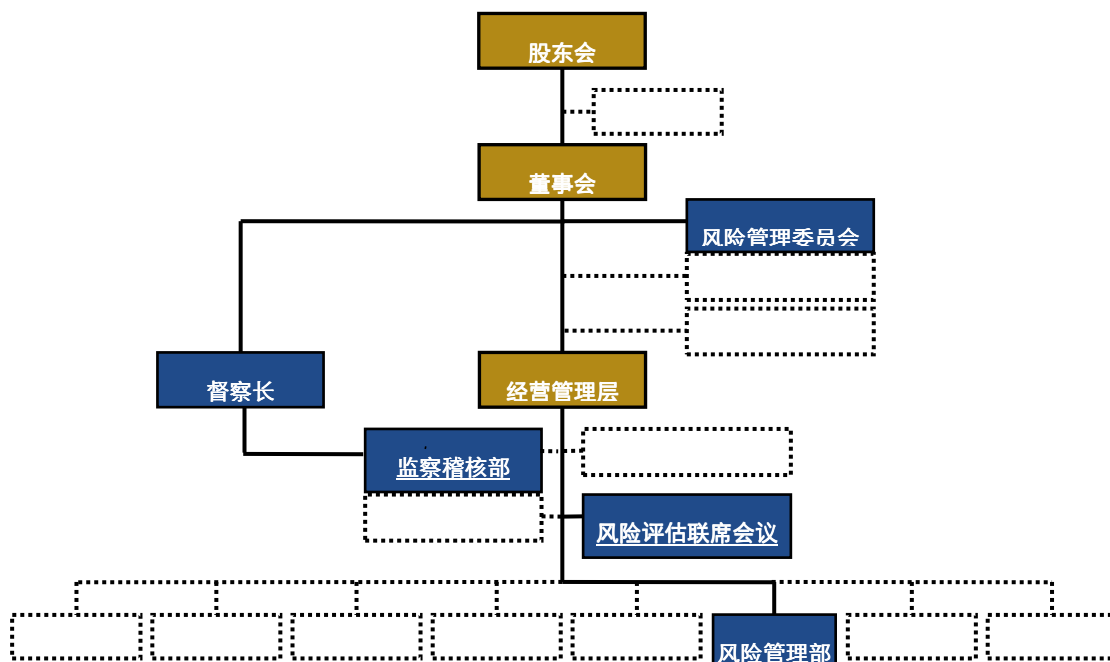 股东会
董事会
风险管理委员会
督察长
经营管理层
监察稽核部
风险评估联席会议
风险管理部